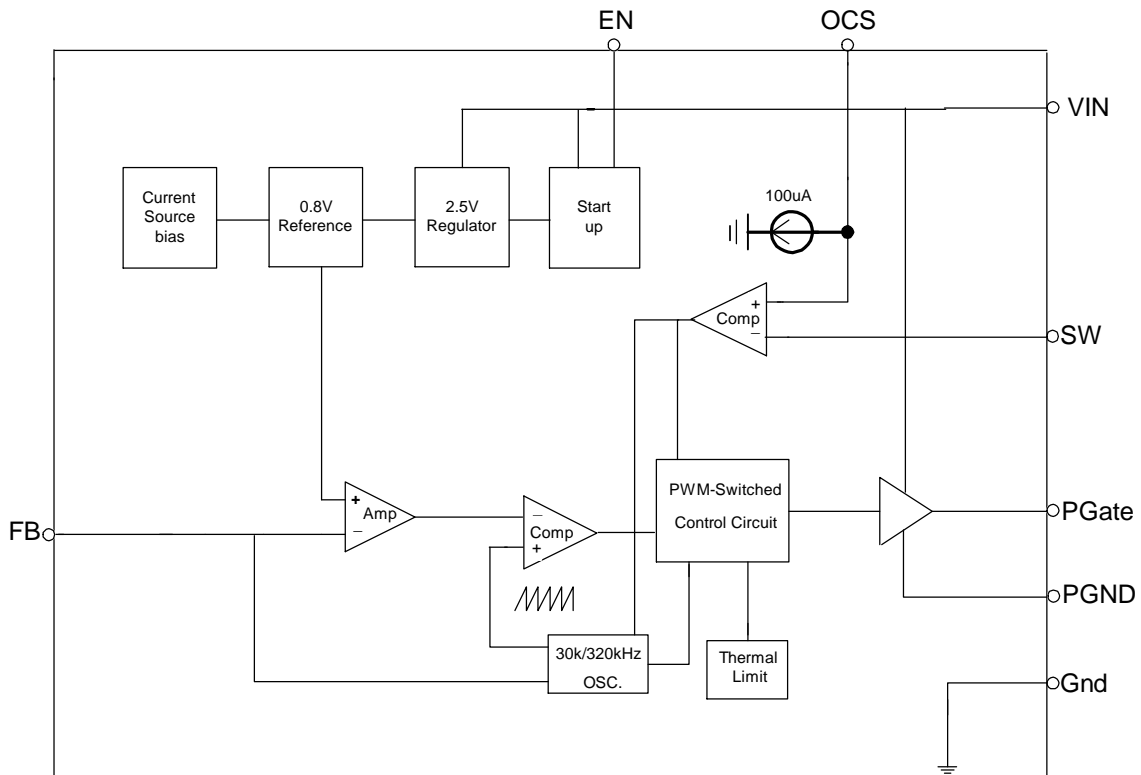 EN
OCS
VIN
100uA
Current
Source
bias
0.8V
Reference
2.5V
Regulator
Start
up
+
Comp
−
SW
PWM-Switched
Control Circuit
+
Amp
−
−
Comp
+
FB
PGate
PGND
30k/320kHz
OSC.
Thermal
Limit
Gnd